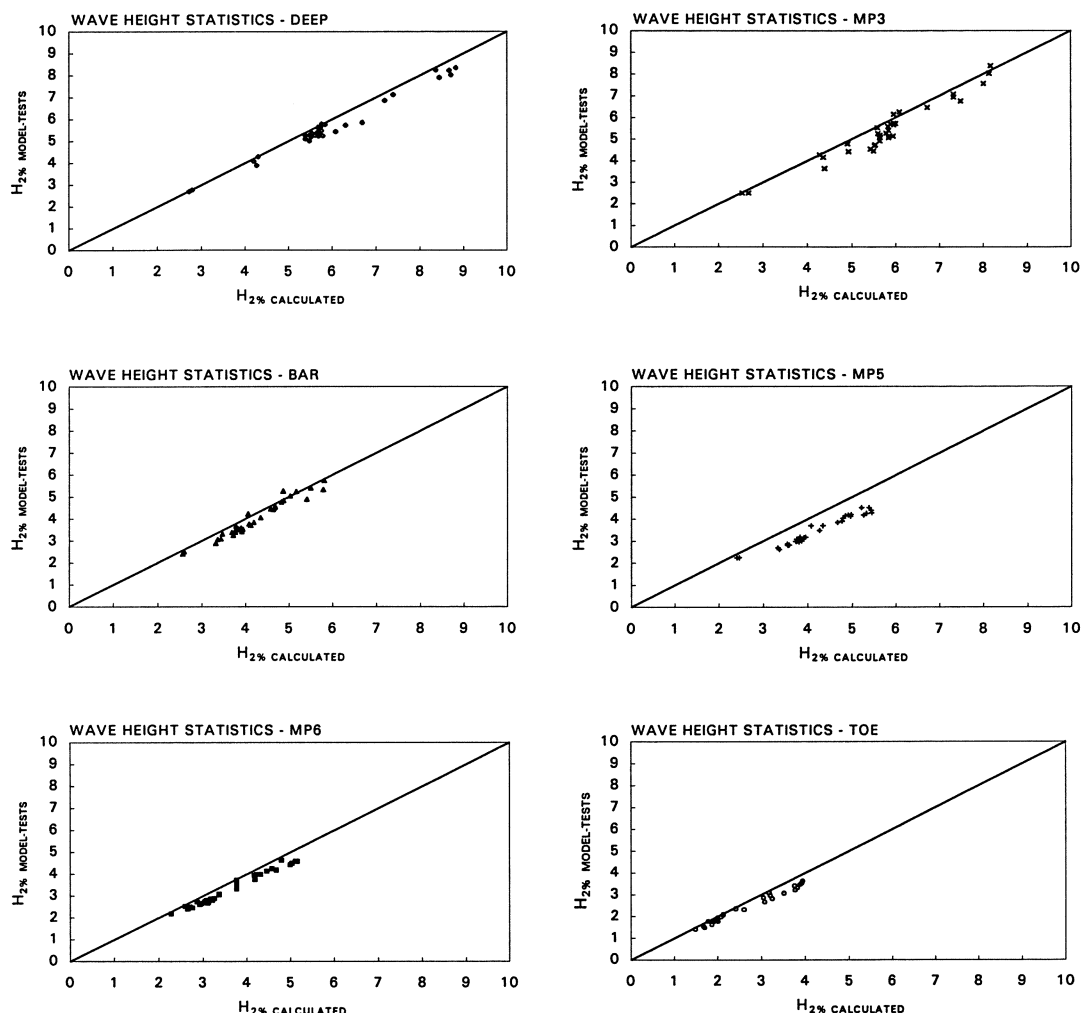 WAVE HEIGHT STATISTICS - DEEP
10
9
8
7
6
5
4
3
2
1
0
H2% MODEL-TESTS
0 1 2 3 4 5 6 7 8 9 10
H2% CALCULATED
WAVE HEIGHT STATISTICS - MP3
10
9
8
7
6
5
4
3
2
1
0
H2% MODEL-TESTS
0 1 2 3 4 5 6 7 8 9 10
H2% CALCULATED
WAVE HEIGHT STATISTICS - BAR
10
9
8
7
6
5
4
3
2
1
0
H2% MODEL-TESTS
0 1 2 3 4 5 6 7 8 9 10
H2% CALCULATED
WAVE HEIGHT STATISTICS - MP5
10
9
8
7
6
5
4
3
2
1
0
H2% MODEL-TESTS
0 1 2 3 4 5 6 7 8 9 10
H2% CALCULATED
WAVE HEIGHT STATISTICS - MP6
10
9
8
7
6
5
4
3
2
1
0
H2% MODEL-TESTS
0 1 2 3 4 5 6 7 8 9 10
H2% CALCULATED
WAVE HEIGHT STATISTICS - TOE
10
9
8
7
6
5
4
3
2
1
0
H2% MODEL-TESTS
0 1 2 3 4 5 6 7 8 9 10
H2% CALCULATED